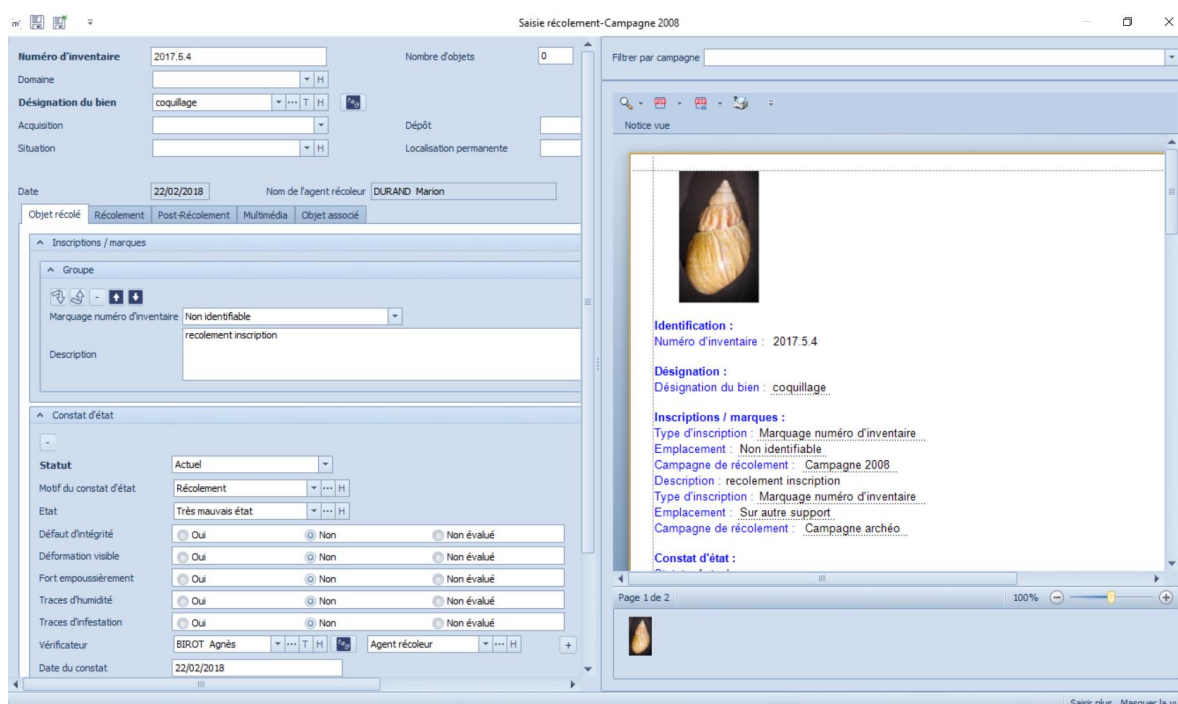 Saisie récolement-Campagne 2008
Numéro d'inventaire 2017.5.4 Nombre d'objets 0
Domaine H
Désignation du bien coquillage ... T H
Acquisition Dépôt
Situation H Localisation permanente
Date 22/02/2018 Nom de l'agent récoleur DURAND Marion
Objet récolé Récolement Post-Récolement Multimédia Objet associé
Inscriptions / marques
Groupe
Marquage numéro d'inventaire Non identifiable
recolement inscription
Description
Constat d'état
Statut Actuel
Motif du constat d'état Récolement ... H
Etat Très mauvais état ... H
Défaut d'intégrité Oui Non Non évalué
Déformation visible Oui Non Non évalué
Fort empoussièrement Oui Non Non évalué
Traces d'humidité Oui Non Non évalué
Traces d'infestation Oui Non Non évalué
Vérificateur BIROT Agnès ... T H Agent récoleur ... H +
Date du constat 22/02/2018
Filtrer par campagne
Notice vue
Identification :
Numéro d'inventaire : 2017.5.4
Désignation :
Désignation du bien : coquillage
Inscriptions / marques :
Type d'inscription : Marquage numéro d'inventaire
Emplacement : Non identifiable
Campagne de récolement : Campagne 2008
Description : recolement inscription
Type d'inscription : Marquage numéro d'inventaire
Emplacement : Sur autre support
Campagne de récolement : Campagne archéo
Constat d'état :
Page 1 de 2 100%
Saisir plus Masquer la